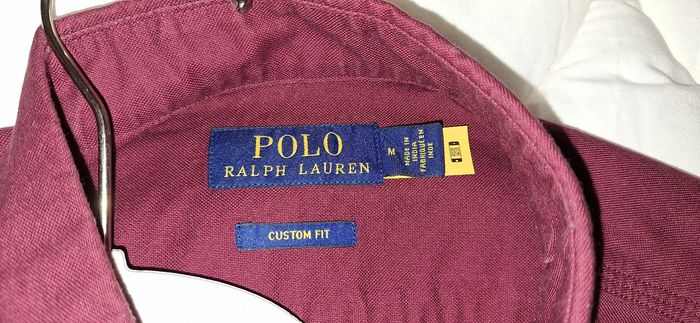 POLO
RALPH LAUREN
M
MADE IN
INDIA
FABRIQUÉ EN
INDE
CUSTOM FIT